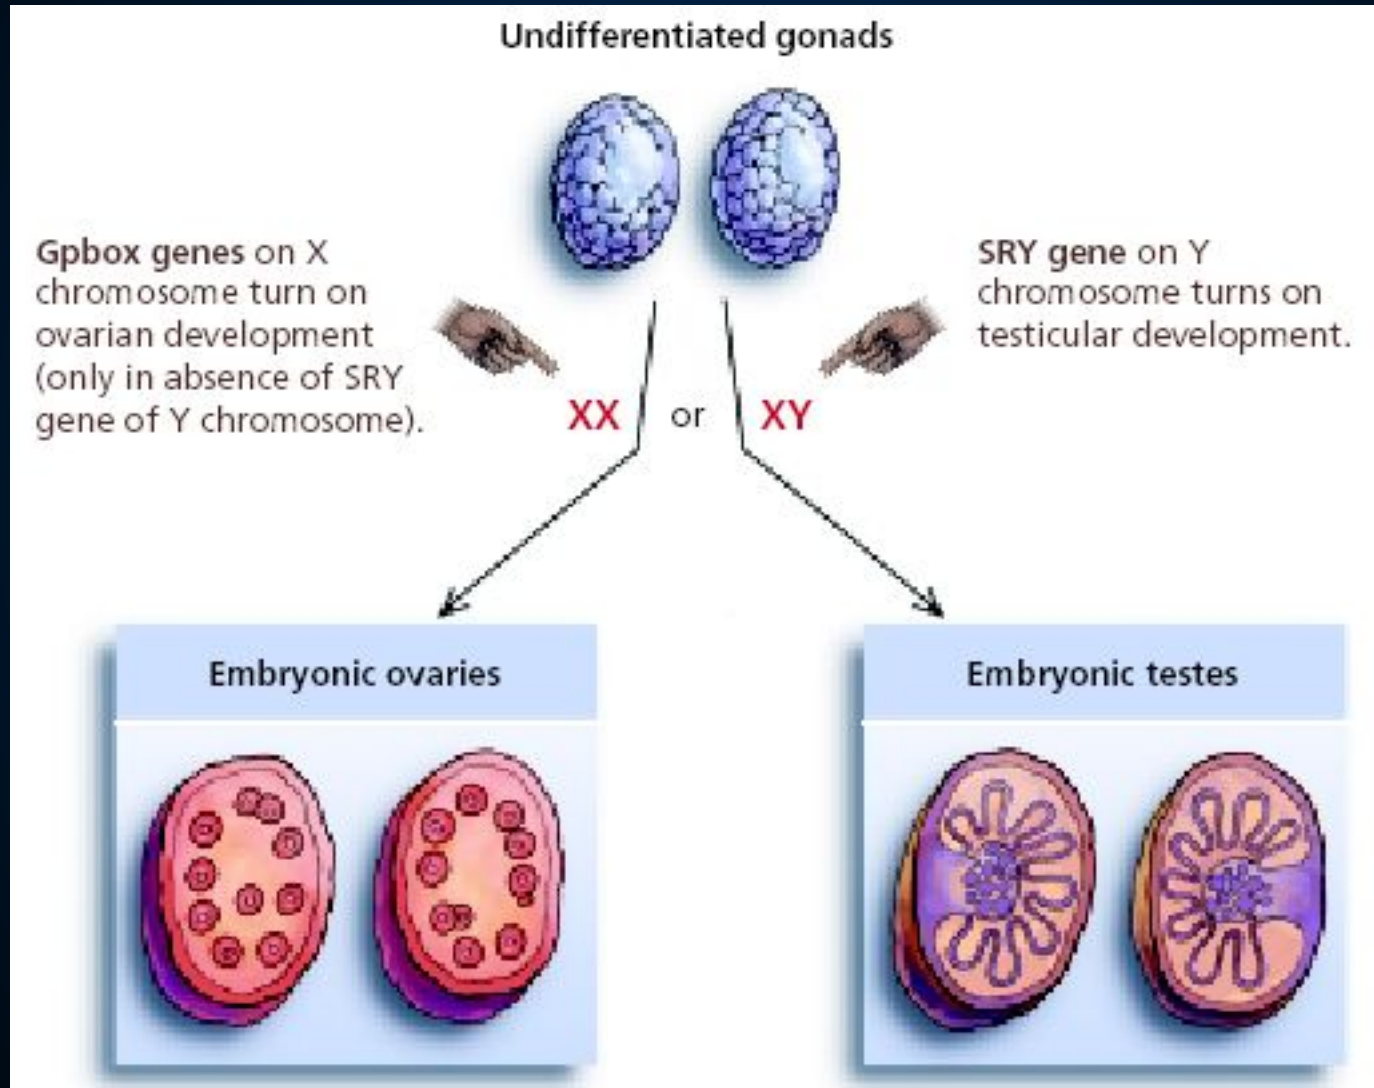 Undifferentiated gonads
Gpbox genes on X
chromosome turn on
ovarian development
(only in absence of SRY
gene of Y chromosome).
SRY gene on Y
chromosome turns on
testicular development.
XX or XY
Embryonic ovaries
Embryonic testes